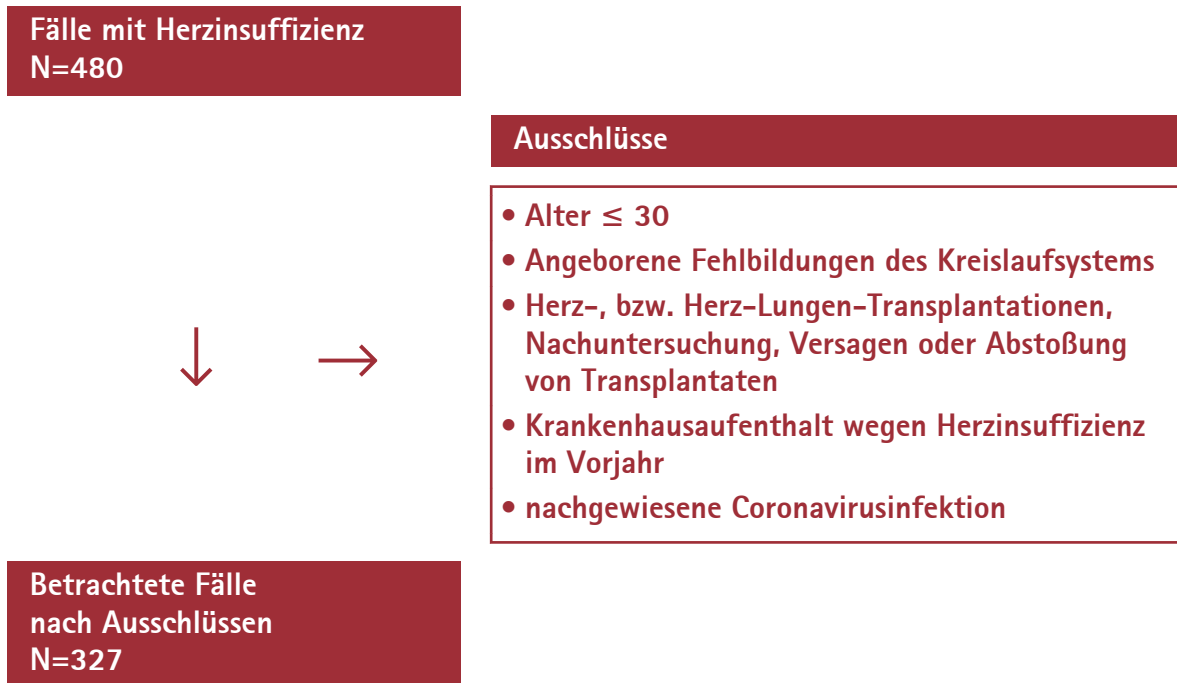 Fälle mit Herzinsuffizienz
N=480
Ausschlüsse
• Alter ≤ 30
• Angeborene Fehlbildungen des Kreislaufsystems
• Herz-, bzw. Herz-Lungen-Transplantationen,
Nachuntersuchung, Versagen oder Abstoßung
von Transplantaten
• Krankenhausaufenthalt wegen Herzinsuffizienz
im Vorjahr
• nachgewiesene Coronavirusinfektion
Betrachtete Fälle
nach Ausschlüssen
N=327